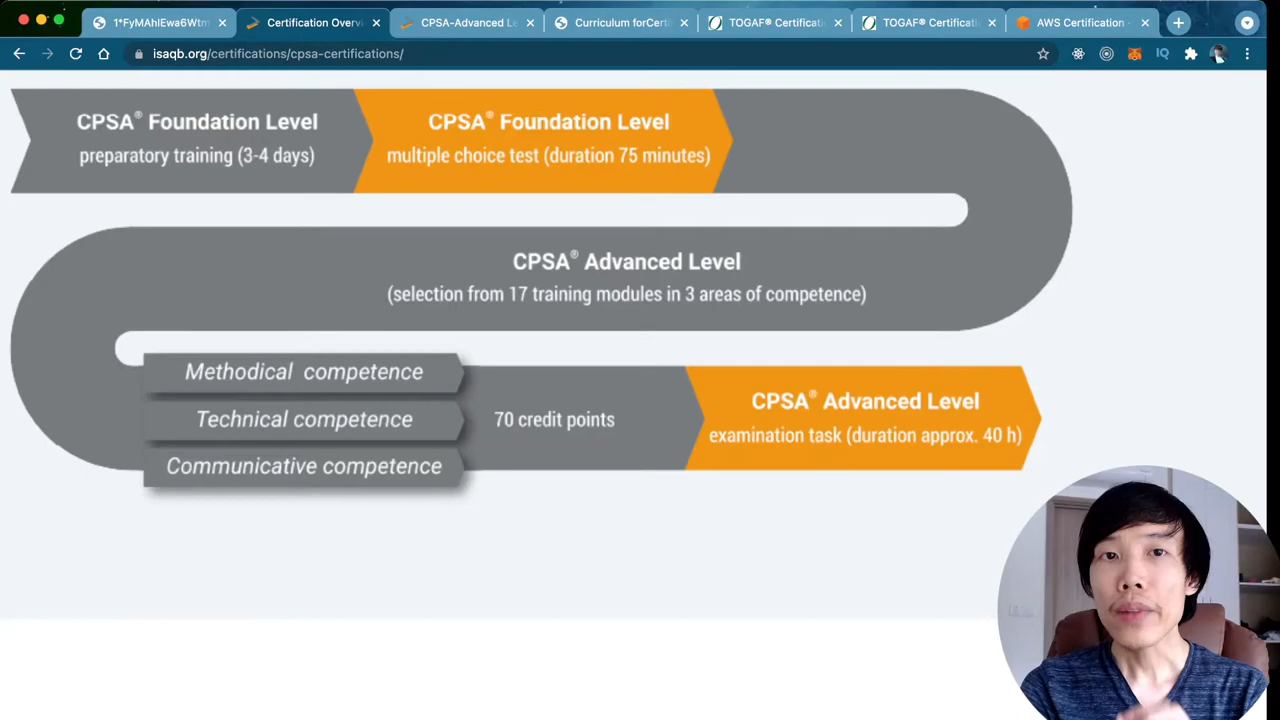 1*FyMAhIEwa6Wtm
Certification Overv
CPSA-Advanced Le
Curriculum forCerti
TOGAF® Certificati
TOGAF® Certificati
AWS Certification -
isaqb.org/certifications/cpsa-certifications/
IQ
CPSA® Foundation Level
preparatory training (3-4 days)
CPSA® Foundation Level
multiple choice test (duration 75 minutes)
CPSA® Advanced Level
(selection from 17 training modules in 3 areas of competence)
Methodical competence
Technical competence
Communicative competence
70 credit points
CPSA® Advanced Level
examination task (duration approx. 40 h)